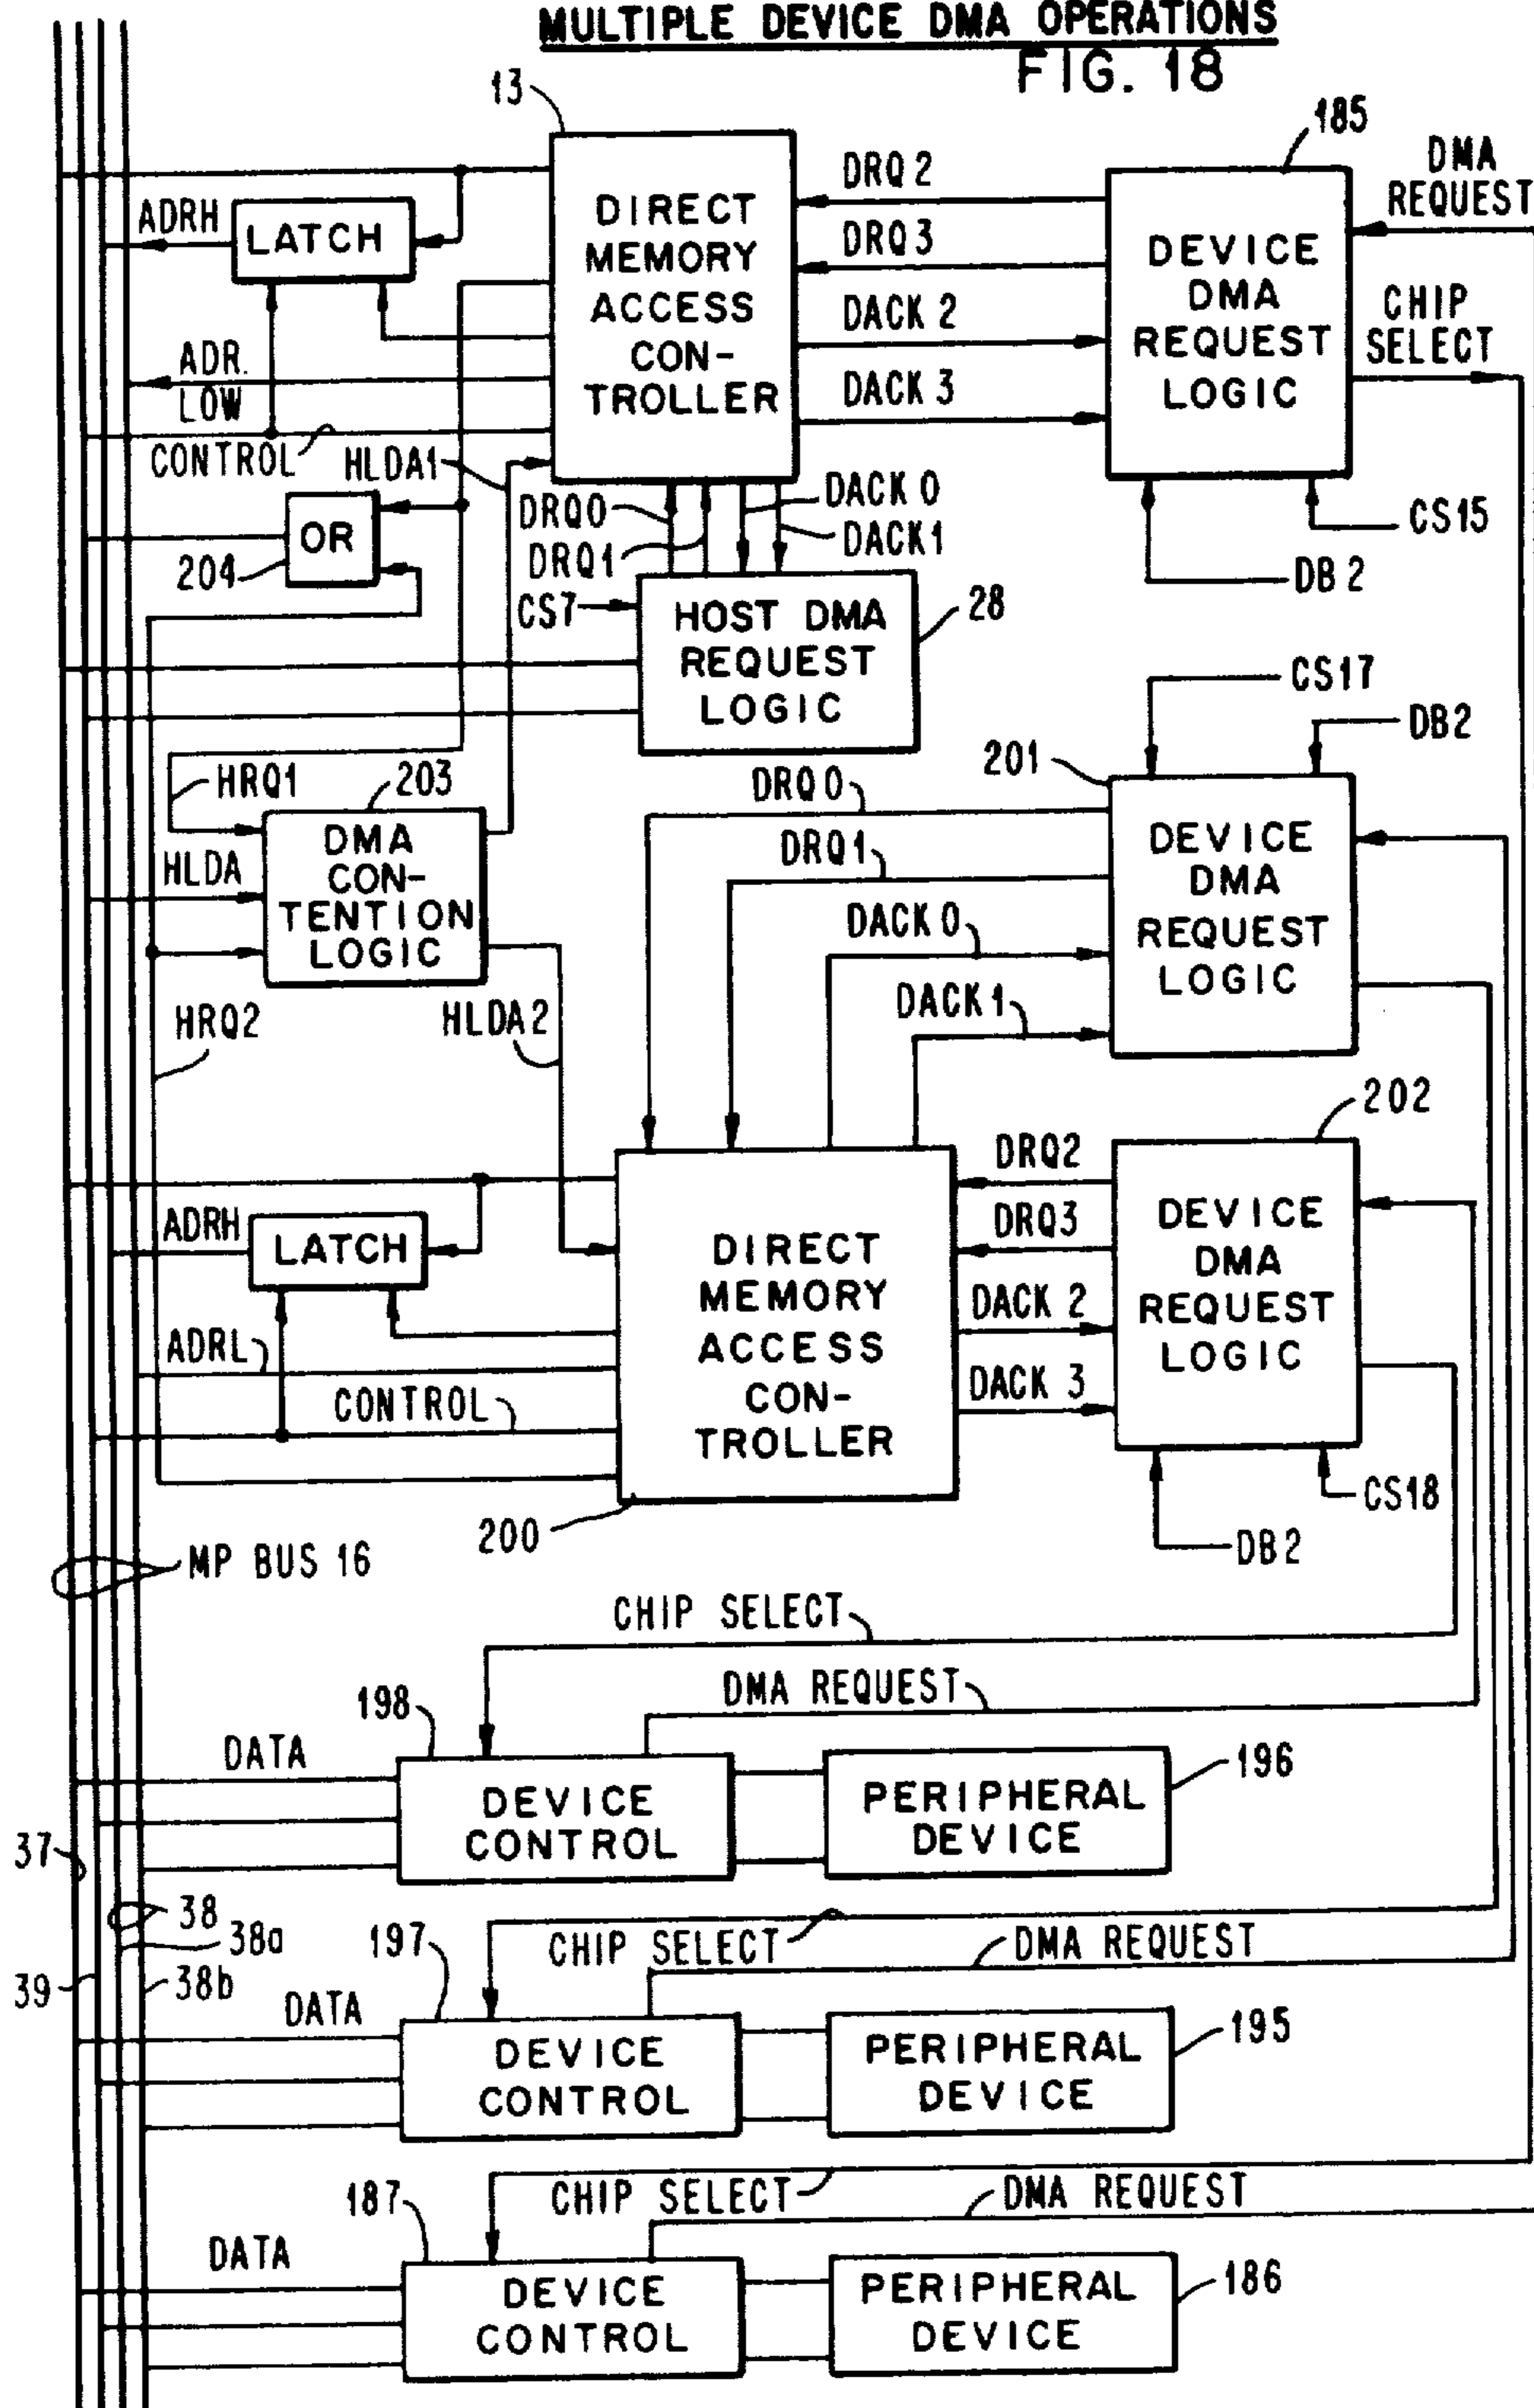 MULTIPLE DEVICE DMA OPERATIONS
FIG. 18
13
185
DMA
REQUEST
CHIP
SELECT
ADRH
LATCH
DIRECT
MEMORY
ACCESS
CON-
TROLLER
DRQ 2
DRQ 3
DACK 2
DACK 3
DEVICE
DMA
REQUEST
LOGIC
ADR.
LOW
CONTROL
HLDA1
DRQ0
DRQ1
DACK 0
DACK1
CS15
DB 2
OR
204
CS7
HOST DMA
REQUEST
LOGIC
28
CS17
DB2
201
HRQ1
203
HLDA
DMA
CON-
TENTION
LOGIC
DRQ0
DRQ1
DACK 0
DACK1
DEVICE
DMA
REQUEST
LOGIC
HRQ2
HLDA2
202
ADRH
LATCH
ADRL
CONTROL
DIRECT
MEMORY
ACCESS
CON-
TROLLER
200
DRQ2
DRQ3
DACK 2
DACK 3
DEVICE
DMA
REQUEST
LOGIC
CS18
DB2
MP BUS 16
CHIP SELECT
DMA REQUEST
198
DATA
DEVICE
CONTROL
PERIPHERAL
DEVICE
196
37
38
38a
39
38b
197
CHIP SELECT
DMA REQUEST
DATA
DEVICE
CONTROL
PERIPHERAL
DEVICE
195
187
CHIP SELECT
DMA REQUEST
DATA
DEVICE
CONTROL
PERIPHERAL
DEVICE
186